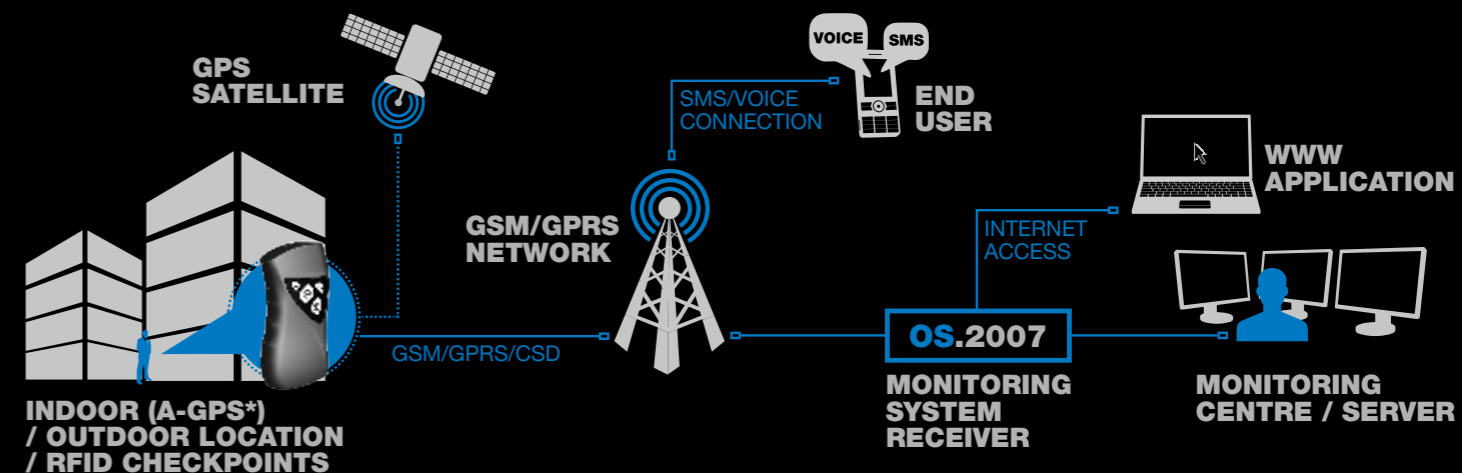 GPS
SATELLITE
VOICE
SMS
SMS/VOICE
CONNECTION
END
USER
WWW
APPLICATION
GSM/GPRS
NETWORK
INTERNET
ACCESS
OS.2007
GSM/GPRS/CSD
INDOOR (A-GPS*)
/ OUTDOOR LOCATION
/ RFID CHECKPOINTS
MONITORING
SYSTEM
RECEIVER
MONITORING
CENTRE / SERVER